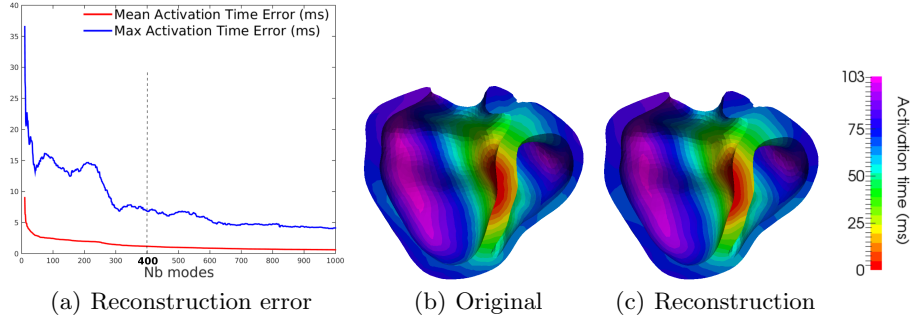 Mean Activation Time Error (ms)
Max Activation Time Error (ms)
40
35
30
25
20
15
10
5
0
0 100 200 300 400 500 600 700 800 900 1000
Nb modes
(a) Reconstruction error
(b) Original
(c) Reconstruction
103
75
50
25
0
Activation time (ms)